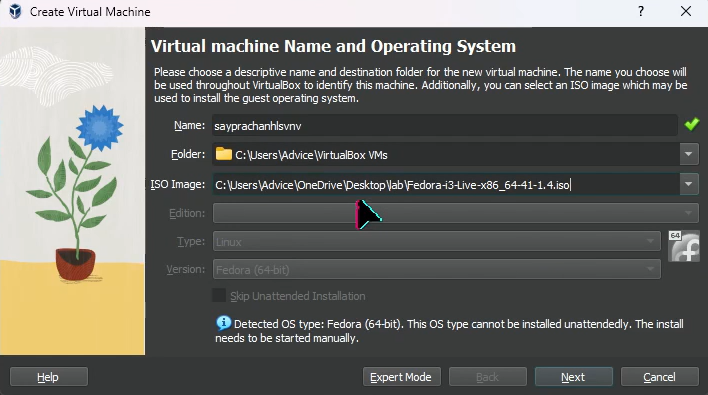 Create Virtual Machine
?
Virtual machine Name and Operating System
Please choose a descriptive name and destination folder for the new virtual machine. The name you choose will
be used throughout VirtualBox to identify this machine. Additionally, you can select an ISO image which may be
used to install the guest operating system.
Name: sayprachanhlsvnv
Folder: C:\Users\Advice\VirtualBox VMs
ISO Image: C:\Users\Advice\OneDrive\Desktop\lab\Fedora-i3-Live-x86_64-41-1.4.iso
Edition:
Type: Linux
64
Version: Fedora (64-bit)
Skip Unattended Installation
Detected OS type: Fedora (64-bit). This OS type cannot be installed unattendedly. The install
needs to be started manually.
Help Expert Mode Back Next Cancel